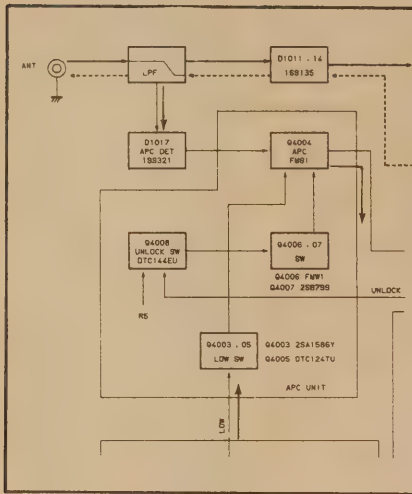 ANT
LPF
D1011 . 14
1SS135
D1017
APC DET
1SS321
Q4004
APC
FMS1
Q4008
UNLOCK SW
DTC144EU
Q4006 . 07
SW
Q4006 FMW1
Q4007 2SB799
R5
UNLOCK
Q4003 . 05
LOW SW
Q4003 2SA1586Y
Q4005 DTC124TU
APC UNIT
LOW